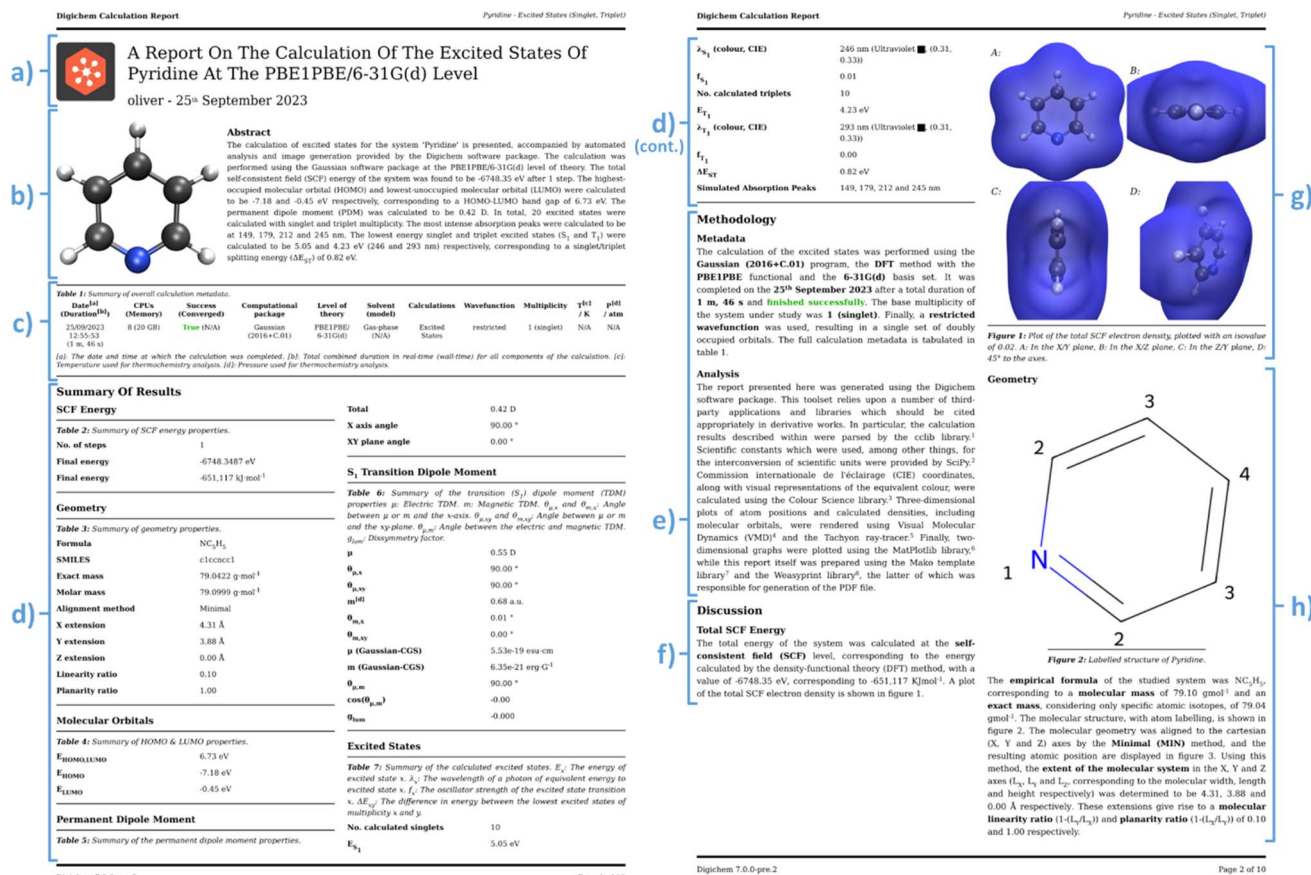 Digichem Calculation Report
Pyridine - Excited States (Singlet, Triplet)
a)
A Report On The Calculation Of The Excited States Of
Pyridine At The PBE1PBE/6-31G(d) Level
oliver - 25th September 2023
b)
Abstract
The calculation of excited states for the system 'Pyridine' is presented, accompanied by automated
analysis and image generation provided by the Digichem software package. The calculation was
performed using the Gaussian software package at the PBE1PBE/6-31G(d) level of theory. The total
self-consistent field (SCF) energy of the system was found to be -6748.35 eV after 1 step. The highest-
occupied molecular orbital (HOMO) and lowest-unoccupied molecular orbital (LUMO) were calculated
to be -7.18 and -0.45 eV respectively, corresponding to a HOMO-LUMO band gap of 6.73 eV. The
permanent dipole moment (PDM) was calculated to be 0.42 D. In total, 20 excited states were
calculated with singlet and triplet multiplicity. The most intense absorption peaks were calculated to be
at 149, 179, 212 and 245 nm. The lowest energy singlet and triplet excited states (S1 and T1) were
calculated to be 5.05 and 4.23 eV (246 and 293 nm) respectively, corresponding to a singlet/triplet
splitting energy (ΔEST) of 0.82 eV.
c)
Table 1: Summary of overall calculation metadata.
Date[a] (Duration[b]) CPUs (Memory) Success (Converged) Computational package Level of theory Solvent (model) Calculations Wavefunction Multiplicity T[c] / K P[d] / atm
25/09/2023 12:55:53 (1 m, 46 s) 8 (20 GB) True (N/A) Gaussian (2016+C.01) PBE1PBE/ 6-31G(d) Gas-phase (N/A) Excited States restricted 1 (singlet) N/A N/A
[a]: The date and time at which the calculation was completed. [b]: Total combined duration in real-time (wall-time) for all components of the calculation. [c]:
Temperature used for thermochemistry analysis. [d]: Pressure used for thermochemistry analysis.
d)
Summary Of Results
SCF Energy
Table 2: Summary of SCF energy properties.
No. of steps 1
Final energy -6748.3487 eV
Final energy -651,117 kJ·mol-1
Geometry
Table 3: Summary of geometry properties.
Formula NC5H5
SMILES c1ccncc1
Exact mass 79.0422 g·mol-1
Molar mass 79.0999 g·mol-1
Alignment method Minimal
X extension 4.31 Å
Y extension 3.88 Å
Z extension 0.00 Å
Linearity ratio 0.10
Planarity ratio 1.00
Molecular Orbitals
Table 4: Summary of HOMO & LUMO properties.
EHOMO,LUMO 6.73 eV
EHOMO -7.18 eV
ELUMO -0.45 eV
Permanent Dipole Moment
Table 5: Summary of the permanent dipole moment properties.
Total 0.42 D
X axis angle 90.00 °
XY plane angle 0.00 °
S1 Transition Dipole Moment
Table 6: Summary of the transition (S1) dipole moment (TDM)
properties μ: Electric TDM. m: Magnetic TDM. θμ,x and θm,x: Angle
between μ or m and the x-axis. θμ,xy and θm,xy: Angle between μ or m
and the xy-plane. θμ,m: Angle between the electric and magnetic TDM.
glum: Dissymmetry factor.
μ 0.55 D
θμ,x 90.00 °
θμ,xy 90.00 °
m[d] 0.68 a.u.
θm,x 0.01 °
θm,xy 0.00 °
μ (Gaussian-CGS) 5.53e-19 esu·cm
m (Gaussian-CGS) 6.35e-21 erg·G-1
θμ,m 90.00 °
cos(θμ,m) -0.00
glum -0.000
Excited States
Table 7: Summary of the calculated excited states. Ex: The energy of
excited state x. λx: The wavelength of a photon of equivalent energy to
excited state x. fx: The oscillator strength of the excited state transition
x. ΔExy: The difference in energy between the lowest excited states of
multiplicity x and y.
No. calculated singlets 10
ES1 5.05 eV
Digichem Calculation Report
Pyridine - Excited States (Singlet, Triplet)
d)
(cont.)
λS1 (colour, CIE) 246 nm (Ultraviolet ■, (0.31,
0.33))
fS1 0.01
No. calculated triplets 10
ET1 4.23 eV
λT1 (colour, CIE) 293 nm (Ultraviolet ■, (0.31,
0.33))
fT1 0.00
ΔEST 0.82 eV
Simulated Absorption Peaks 149, 179, 212 and 245 nm
e)
Methodology
Metadata
The calculation of the excited states was performed using the
Gaussian (2016+C.01) program, the DFT method with the
PBE1PBE functional and the 6-31G(d) basis set. It was
completed on the 25th September 2023 after a total duration of
1 m, 46 s and finished successfully. The base multiplicity of
the system under study was 1 (singlet). Finally, a restricted
wavefunction was used, resulting in a single set of doubly
occupied orbitals. The full calculation metadata is tabulated in
table 1.
Analysis
The report presented here was generated using the Digichem
software package. This toolset relies upon a number of third-
party applications and libraries which should be cited
appropriately in derivative works. In particular, the calculation
results described within were parsed by the cclib library.1
Scientific constants which were used, among other things, for
the interconversion of scientific units were provided by SciPy.2
Commission internationale de l'éclairage (CIE) coordinates,
along with visual representations of the equivalent colour, were
calculated using the Colour Science library.3 Three-dimensional
plots of atom positions and calculated densities, including
molecular orbitals, were rendered using Visual Molecular
Dynamics (VMD)4 and the Tachyon ray-tracer.5 Finally, two-
dimensional graphs were plotted using the MatPlotlib library,6
while this report itself was prepared using the Mako template
library7 and the Weasyprint library8, the latter of which was
responsible for generation of the PDF file.
f)
Discussion
Total SCF Energy
The total energy of the system was calculated at the self-
consistent field (SCF) level, corresponding to the energy
calculated by the density-functional theory (DFT) method, with a
value of -6748.35 eV, corresponding to -651,117 KJmol-1. A plot
of the total SCF electron density is shown in figure 1.
g)
A:
B:
C:
D:
Figure 1: Plot of the total SCF electron density, plotted with an isovalue
of 0.02. A: In the X/Y plane, B: In the X/Z plane, C: In the Z/Y plane, D:
45° to the axes.
h)
Geometry
3
2
4
N
1
3
2
Figure 2: Labelled structure of Pyridine.
The empirical formula of the studied system was NC5H5,
corresponding to a molecular mass of 79.10 gmol-1 and an
exact mass, considering only specific atomic isotopes, of 79.04
gmol-1. The molecular structure, with atom labelling, is shown in
figure 2. The molecular geometry was aligned to the cartesian
(X, Y and Z) axes by the Minimal (MIN) method, and the
resulting atomic position are displayed in figure 3. Using this
method, the extent of the molecular system in the X, Y and Z
axes (LX, LY and LZ, corresponding to the molecular width, length
and height respectively) was determined to be 4.31, 3.88 and
0.00 Å respectively. These extensions give rise to a molecular
linearity ratio (1-(LY/LX)) and planarity ratio (1-(LZ/LY)) of 0.10
and 1.00 respectively.
Digichem 7.0.0-pre.2
Page 2 of 10